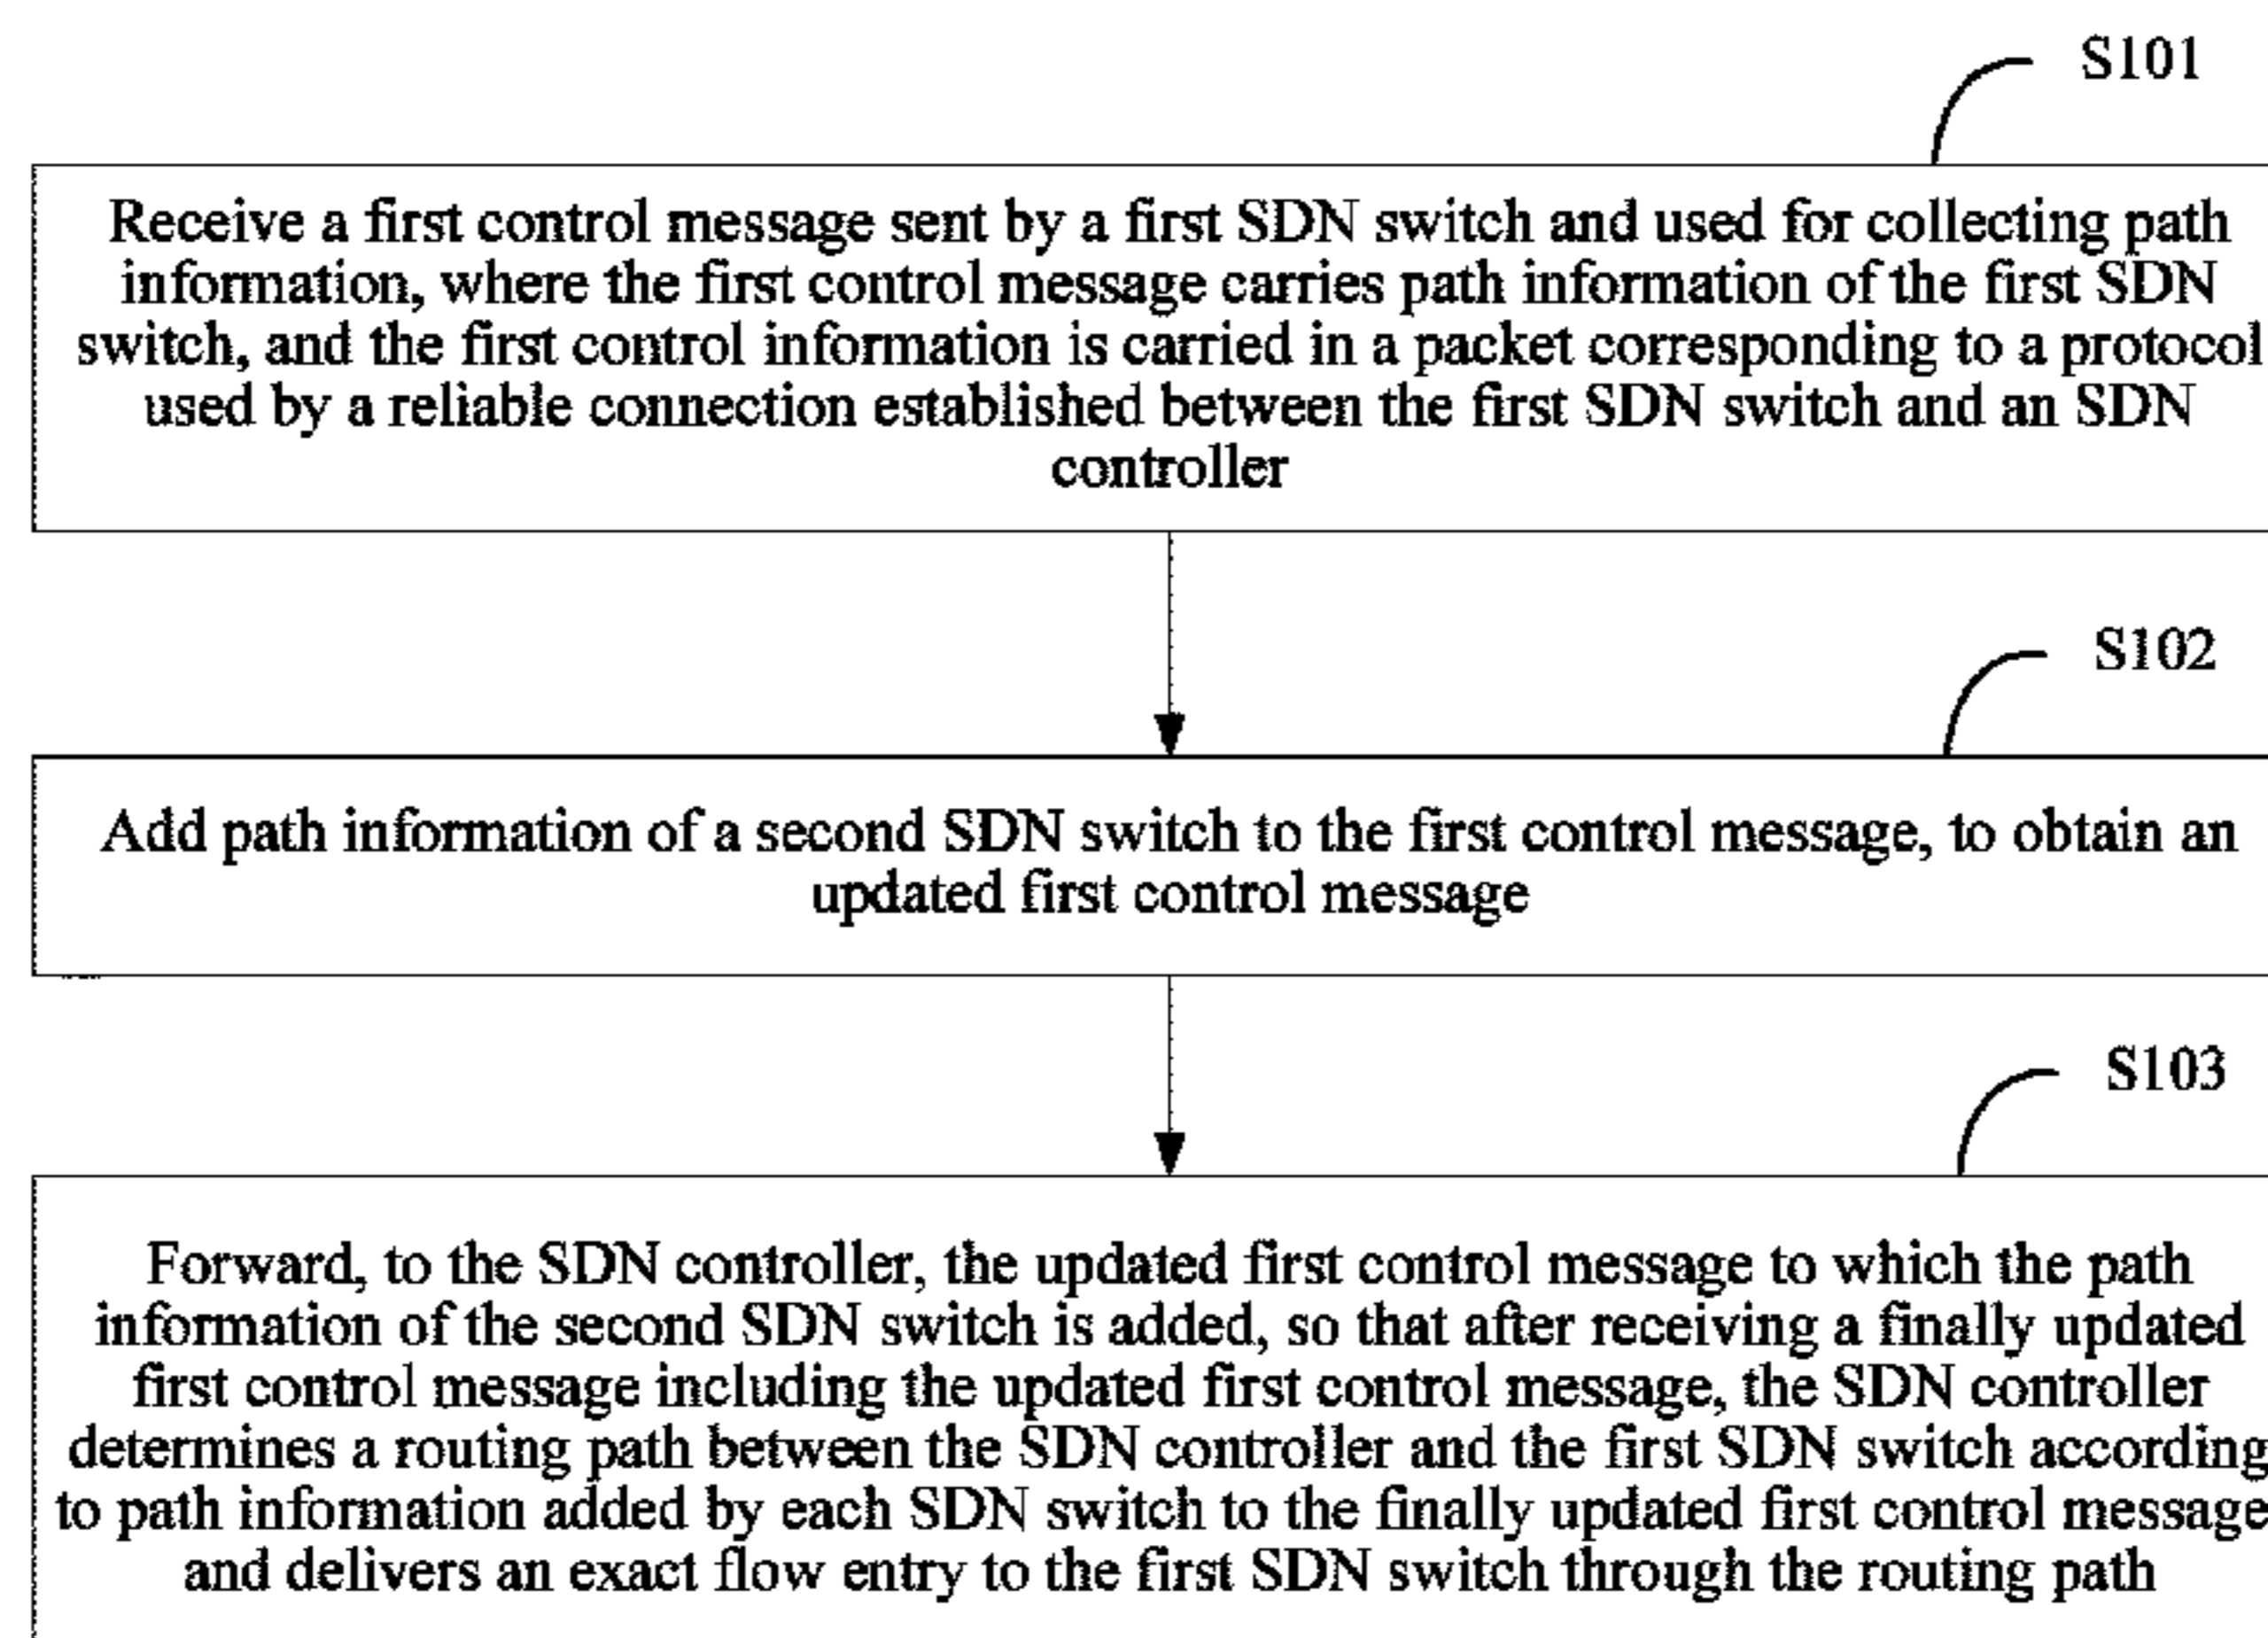 S101
Receive a first control message sent by a first SDN switch and used for collecting path
information, where the first control message carries path information of the first SDN
switch, and the first control information is carried in a packet corresponding to a protocol
used by a reliable connection established between the first SDN switch and an SDN
controller
S102
Add path information of a second SDN switch to the first control message, to obtain an
updated first control message
S103
Forward, to the SDN controller, the updated first control message to which the path
information of the second SDN switch is added, so that after receiving a finally updated
first control message including the updated first control message, the SDN controller
determines a routing path between the SDN controller and the first SDN switch according
to path information added by each SDN switch to the finally updated first control message
and delivers an exact flow entry to the first SDN switch through the routing path